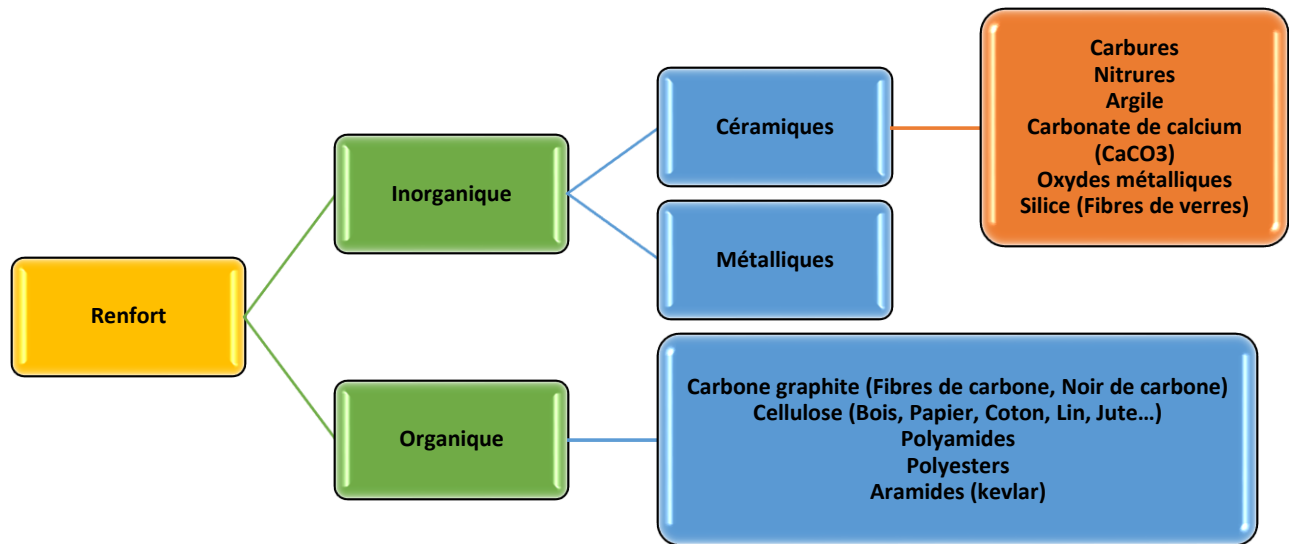 Renfort
Inorganique
Céramiques
Carbures
Nitrures
Argile
Carbonate de calcium
(CaCO3)
Oxydes métalliques
Silice (Fibres de verres)
Métalliques
Organique
Carbone graphite (Fibres de carbone, Noir de carbone)
Cellulose (Bois, Papier, Coton, Lin, Jute…)
Polyamides
Polyesters
Aramides (kevlar)